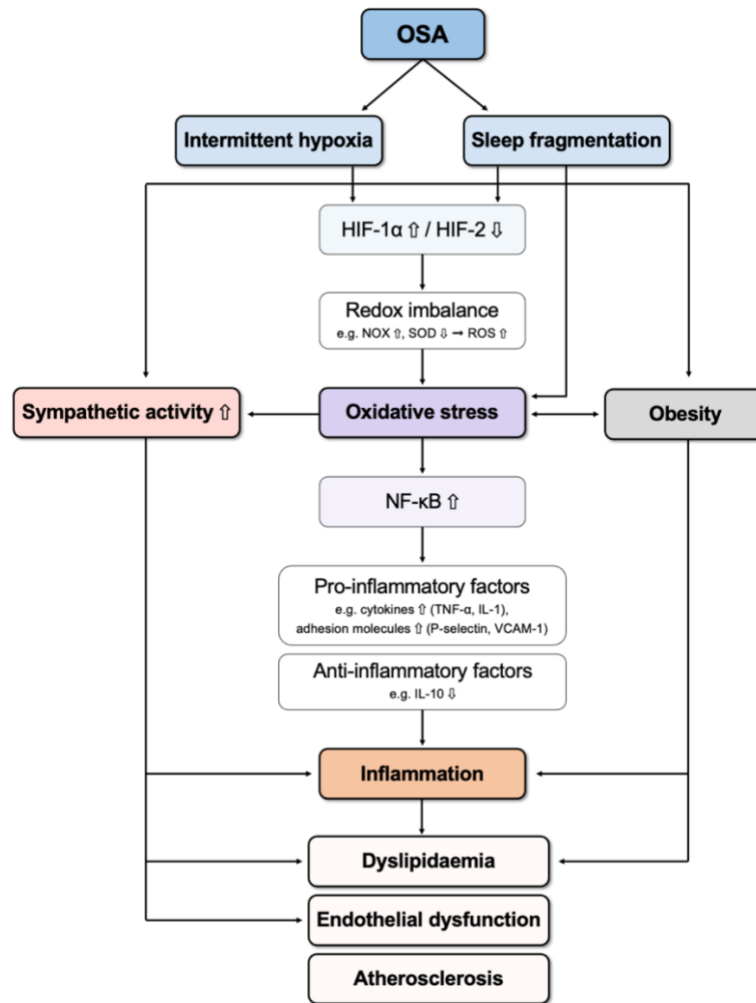 OSA
Intermittent hypoxia
Sleep fragmentation
HIF-1α ⇧ / HIF-2 ⇩
Redox imbalance
e.g. NOX ⇧, SOD ⇩ → ROS ⇧
Sympathetic activity ⇧
Oxidative stress
Obesity
NF-κB ⇧
Pro-inflammatory factors
e.g. cytokines ⇧ (TNF-α, IL-1),
adhesion molecules ⇧ (P-selectin, VCAM-1)
Anti-inflammatory factors
e.g. IL-10 ⇩
Inflammation
Dyslipidaemia
Endothelial dysfunction
Atherosclerosis